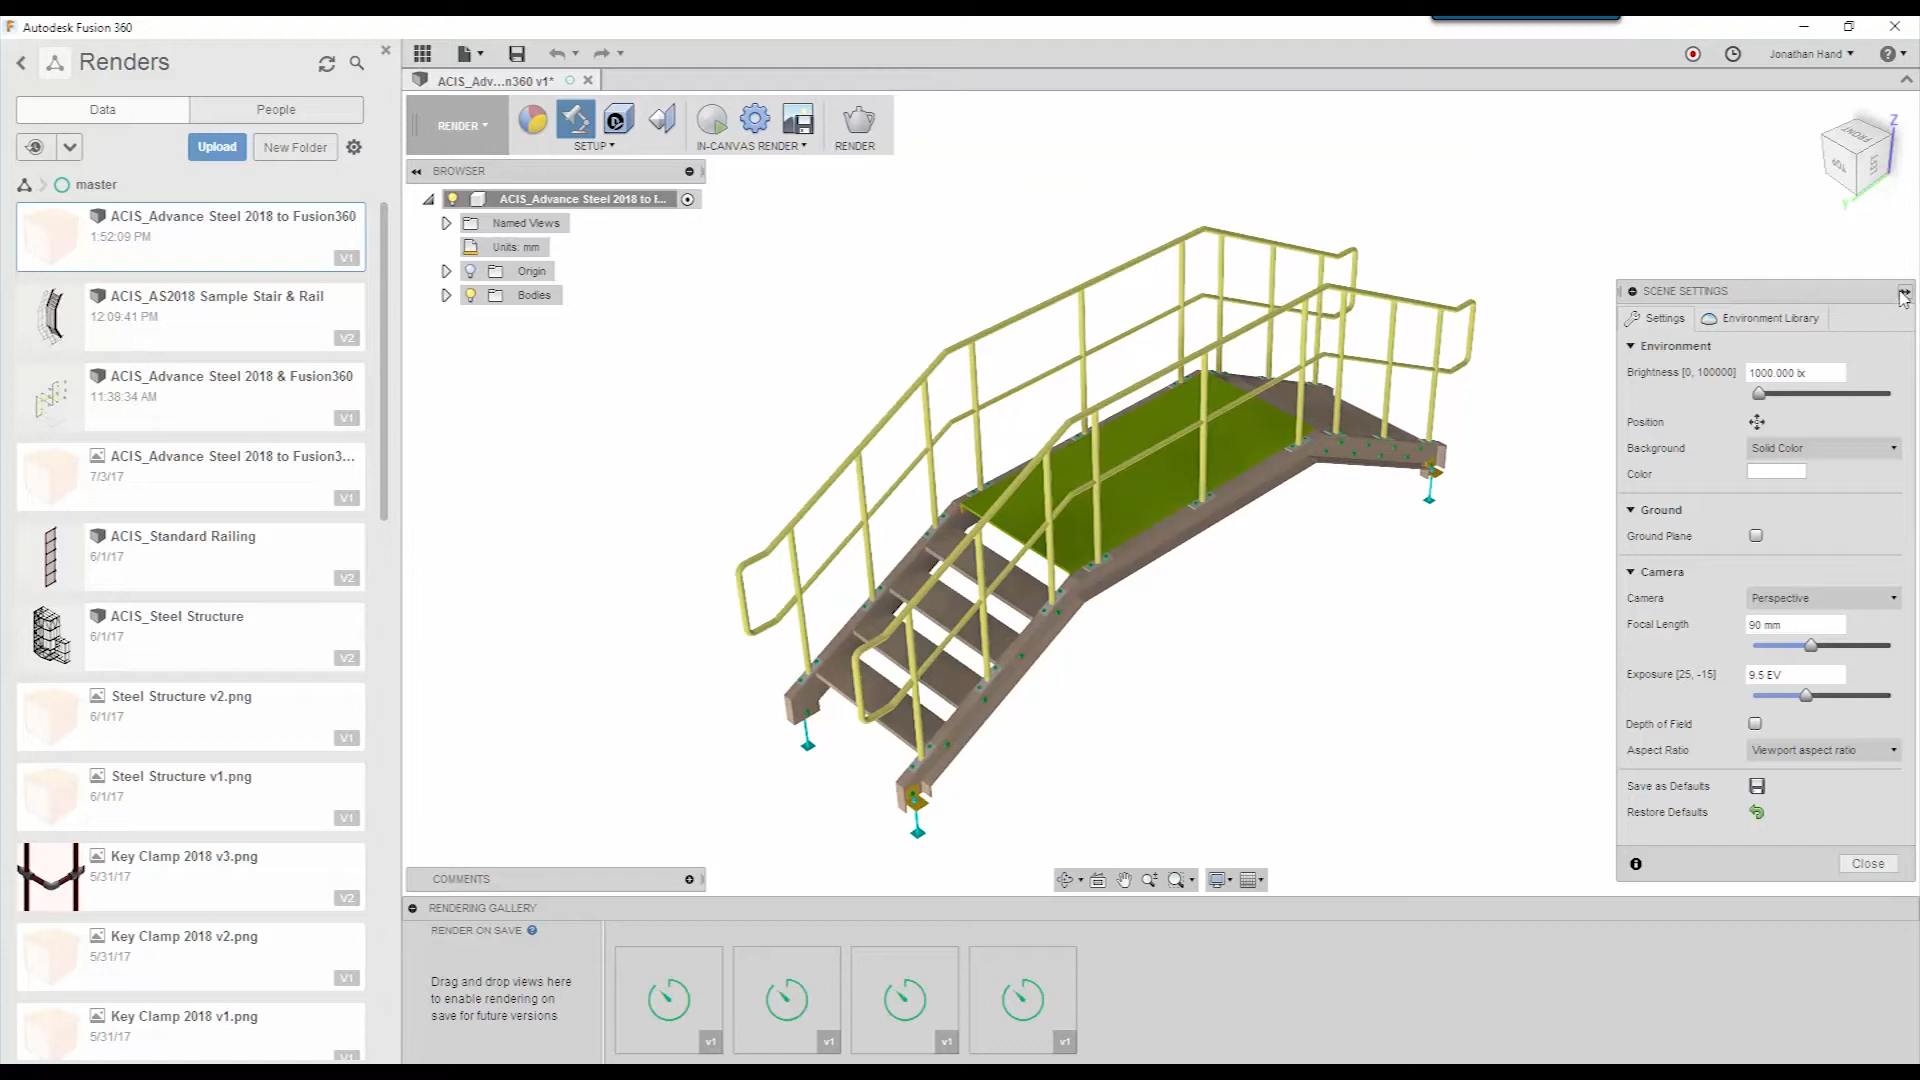 Autodesk Fusion 360
Renders
Data
People
Upload
New Folder
master
ACIS_Advance Steel 2018 to Fusion360
1:52:09 PM
V1
ACIS_AS2018 Sample Stair & Rail
12:09:41 PM
V2
ACIS_Advance Steel 2018 & Fusion360
11:38:34 AM
V1
ACIS_Advance Steel 2018 to Fusion3...
7/3/17
V1
ACIS_Standard Railing
6/1/17
V2
ACIS_Steel Structure
6/1/17
V2
Steel Structure v2.png
6/1/17
V1
Steel Structure v1.png
6/1/17
V1
Key Clamp 2018 v3.png
5/31/17
V2
Key Clamp 2018 v2.png
5/31/17
V1
Key Clamp 2018 v1.png
5/31/17
V1
Jonathan Hand
ACIS_Adv...n360 v1*
RENDER
SETUP
IN-CANVAS RENDER
RENDER
BROWSER
ACIS_Advance Steel 2018 to F...
Named Views
Units: mm
Origin
Bodies
FRONT
TOP
Z
Y
SCENE SETTINGS
Settings
Environment Library
Environment
Brightness [0, 100000] 1000.000 lx
Position
Background Solid Color
Color
Ground
Ground Plane
Camera
Camera Perspective
Focal Length 90 mm
Exposure [25, -15] 9.5 EV
Depth of Field
Aspect Ratio Viewport aspect ratio
Save as Defaults
Restore Defaults
Close
COMMENTS
RENDERING GALLERY
RENDER ON SAVE
Drag and drop views here
to enable rendering on
save for future versions
v1
v1
v1
v1